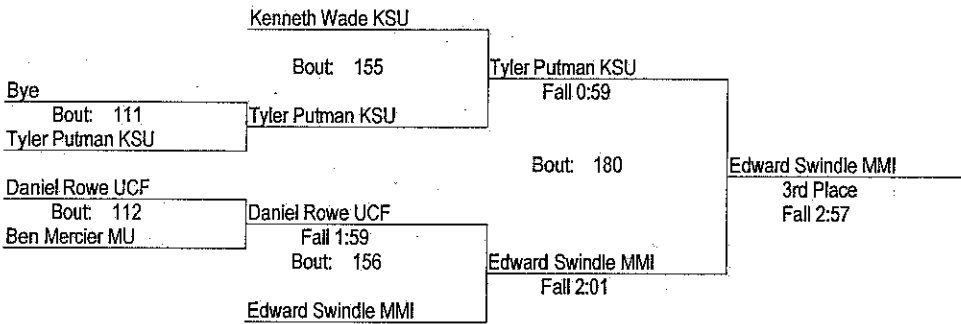 Kenneth Wade KSU
Bout: 155
Tyler Putman KSU
Fall 0:59
Bye
Bout: 111
Tyler Putman KSU
Tyler Putman KSU
Bout: 180
Edward Swindle MMI
3rd Place
Fall 2:57
Daniel Rowe UCF
Bout: 112
Ben Mercier MU
Daniel Rowe UCF
Fall 1:59
Bout: 156
Edward Swindle MMI
Fall 2:01
Edward Swindle MMI